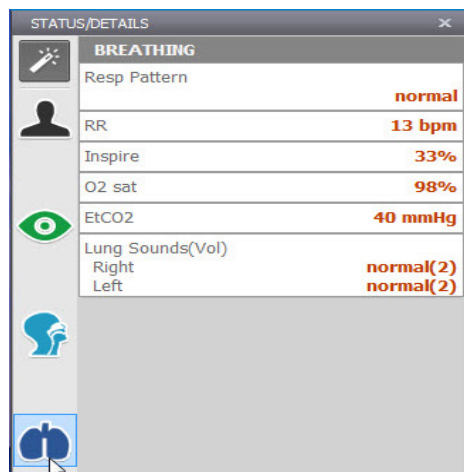 STATUS/DETAILS
BREATHING
Resp Pattern
normal
RR 13 bpm
Inspire 33%
O2 sat 98%
EtCO2 40 mmHg
Lung Sounds(Vol)
Right normal(2)
Left normal(2)